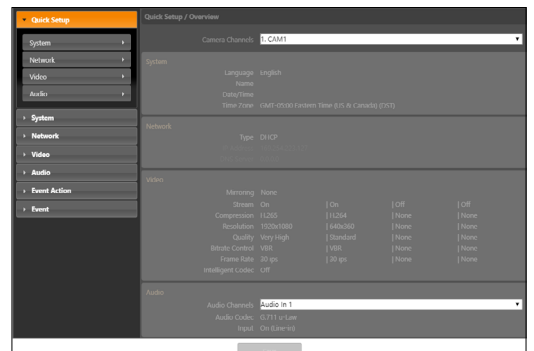 Quick Setup
System
Network
Video
Audio
System
Network
Video
Audio
Event Action
Event
Quick Setup / Overview
Camera Channels 1. CAM1
System
Language English
Name
Date/Time
Time Zone GMT-05:00 Eastern Time (US & Canada) (DST)
Network
Type DHCP
Video
Mirroring None
Stream On | On | Off | Off
Compression H.265 | H.264 | None | None
Resolution 1920x1080 | 640x360 | None | None
Quality Very High | Standard | None | None
Bitrate Control VBR | VBR | None | None
Frame Rate 30 ips | 30 ips | None | None
Intelligent Codec Off
Audio
Audio Channels Audio In 1
Audio Codec G.711 u-Law
Input On (Line-in)